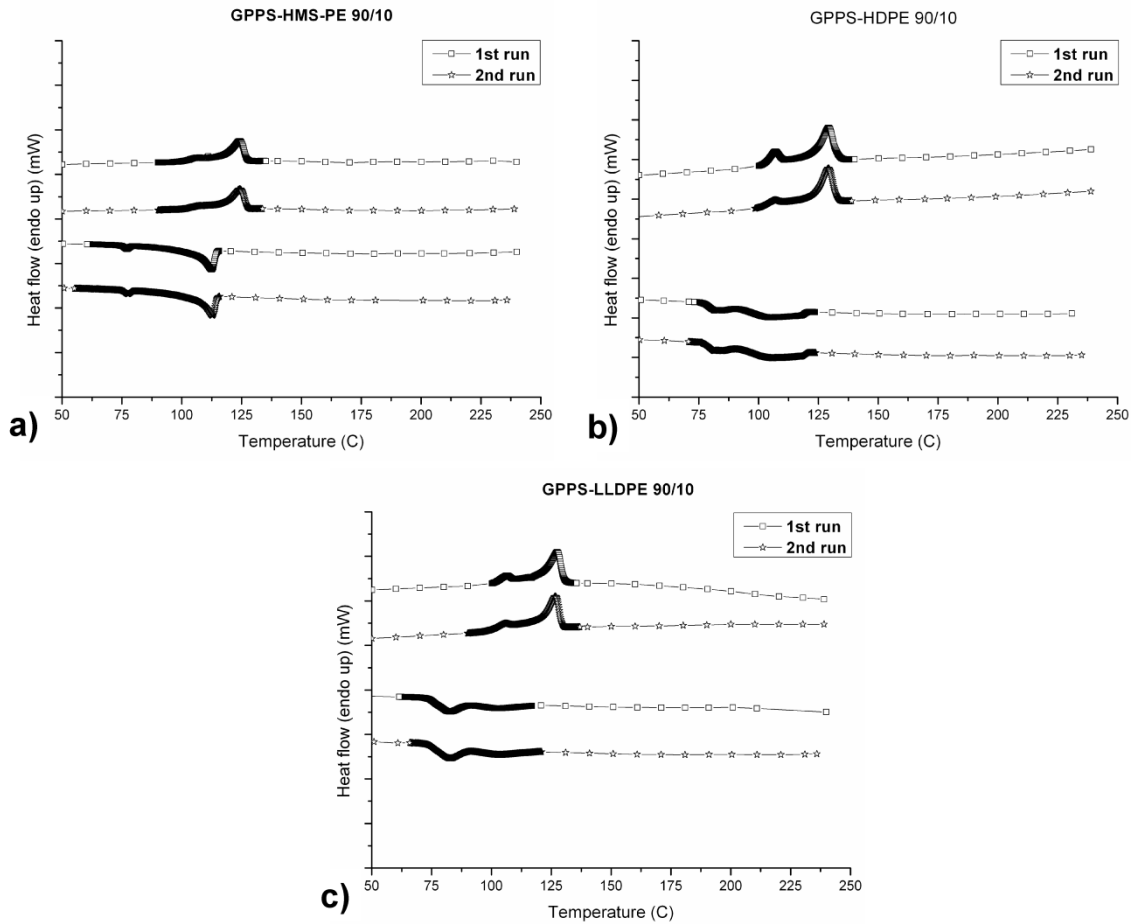 GPPS-HMS-PE 90/10
1st run
2nd run
Heat flow (endo up) (mW)
50 75 100 125 150 175 200 225 250
Temperature (C)
a)
GPPS-HDPE 90/10
1st run
2nd run
Heat flow (endo up) (mW)
50 75 100 125 150 175 200 225 250
Temperature (C)
b)
GPPS-LLDPE 90/10
1st run
2nd run
Heat flow (endo up) (mW)
50 75 100 125 150 175 200 225 250
Temperature (C)
c)